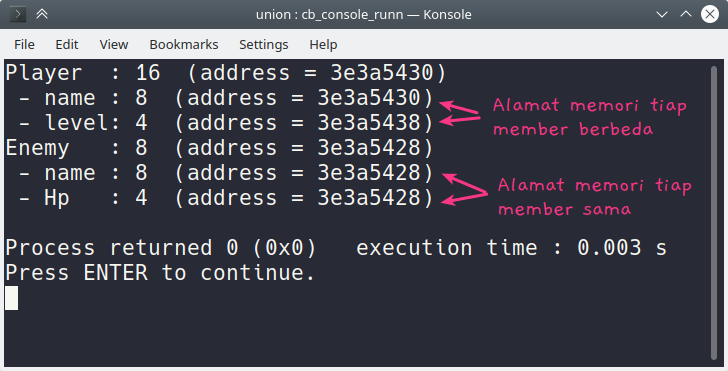 union : cb_console_runn — Konsole
File Edit View Bookmarks Settings Help
Player  : 16  (address = 3e3a5430)
 - name : 8  (address = 3e3a5430)
 - level: 4  (address = 3e3a5438)
Alamat memori tiap
member berbeda
Enemy   : 8  (address = 3e3a5428)
 - name : 8  (address = 3e3a5428)
 - Hp   : 4  (address = 3e3a5428)
Alamat memori tiap
member sama
Process returned 0 (0x0)   execution time : 0.003 s
Press ENTER to continue.